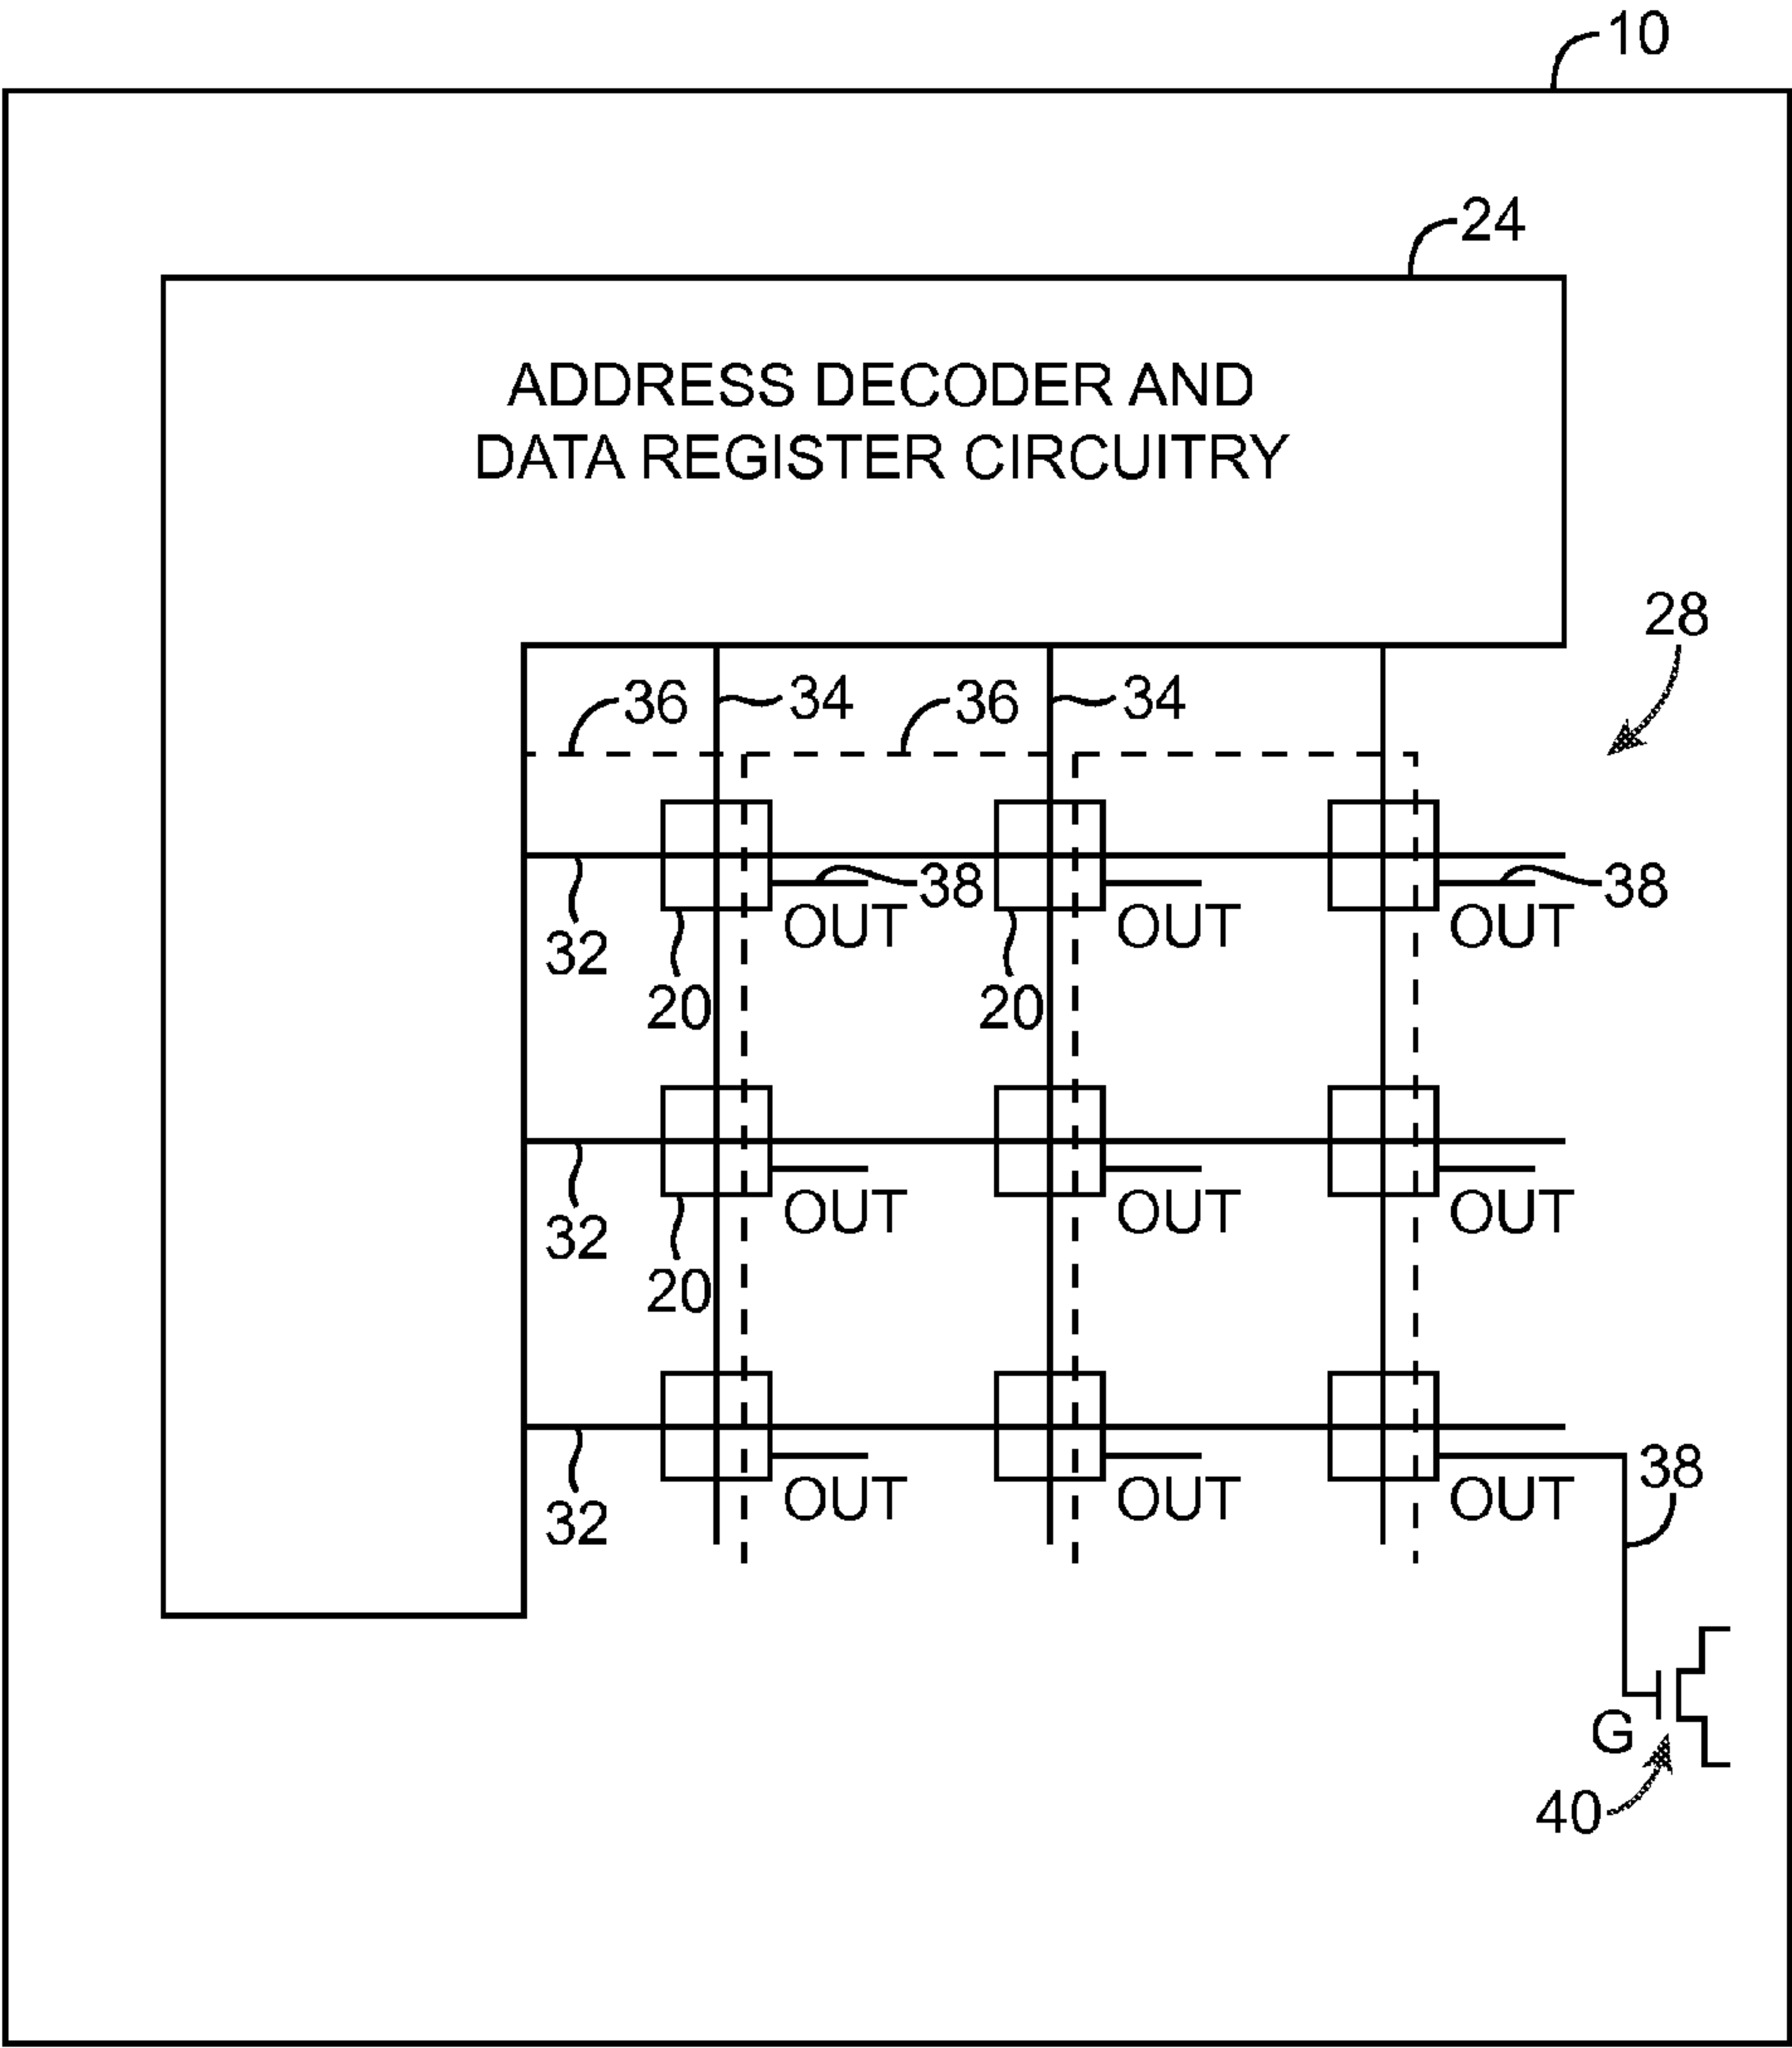 10
24
ADDRESS DECODER AND
DATA REGISTER CIRCUITRY
28
36 34 36 34
38 38
OUT OUT OUT
32
20 20
OUT OUT OUT
32
20
38
OUT OUT OUT
32
G
40